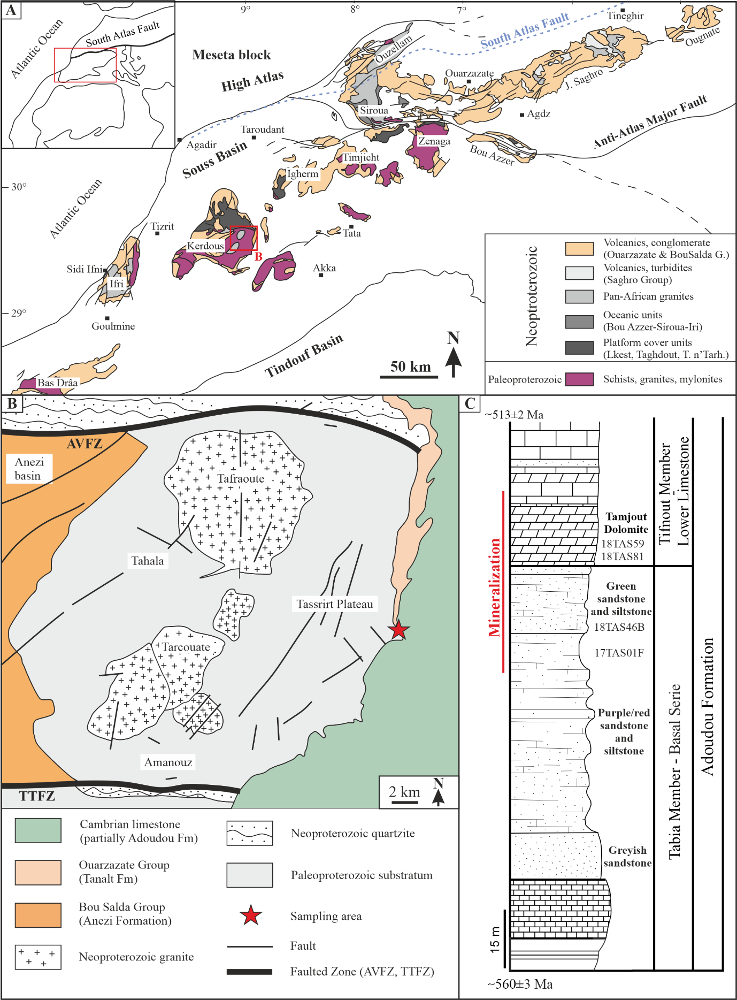 A
9°
8°
7°
Atlantic Ocean
South Atlas Fault
Meseta block
High Atlas
Ouzellam
South Atlas Fault
Tineghir
Ougnate
Ouarzazate
J. Saghro
Siroua
Agdz
Anti-Atlas Major Fault
Taroudant
Agadir
Souss Basin
Zenaga
Bou Azzer
Timjicht
Igherm
30°
Atlantic Ocean
Tizrit
Kerdous
B
Tata
Akka
Sidi Ifni
Ifri
29°
Goulmine
Tindouf Basin
Bas Drâa
50 km
N
Neoptroterozoic
Volcanics, conglomerate
(Ouarzazate & BouSalda G.)
Volcanics, turbidites
(Saghro Group)
Pan-African granites
Oceanic units
(Bou Azzer-Siroua-Iri)
Platform cover units
(Lkest, Taghdout, T. n'Tarh.)
Paleoproterozoic
Schists, granites, mylonites
B
AVFZ
Anezi
basin
Tafraoute
Tahala
Tassrirt Plateau
Tarcouate
Amanouz
TTFZ
2 km
N
Cambrian limestone
(partially Adoudou Fm)
Ouarzazate Group
(Tanalt Fm)
Bou Salda Group
(Anezi Formation)
Neoproterozoic granite
Neoproterozoic quartzite
Paleoproterozoic substratum
Sampling area
Fault
Faulted Zone (AVFZ, TTFZ)
C
~513±2 Ma
Mineralization
Tamjout
Dolomite
18TAS59
18TAS81
Green
sandstone
and siltstone
18TAS46B
17TAS01F
Purple/red
sandstone
and
siltstone
Greyish
sandstone
Tifnout Member
Lower Limestone
Tabia Member - Basal Serie
Adoudou Formation
15 m
~560±3 Ma